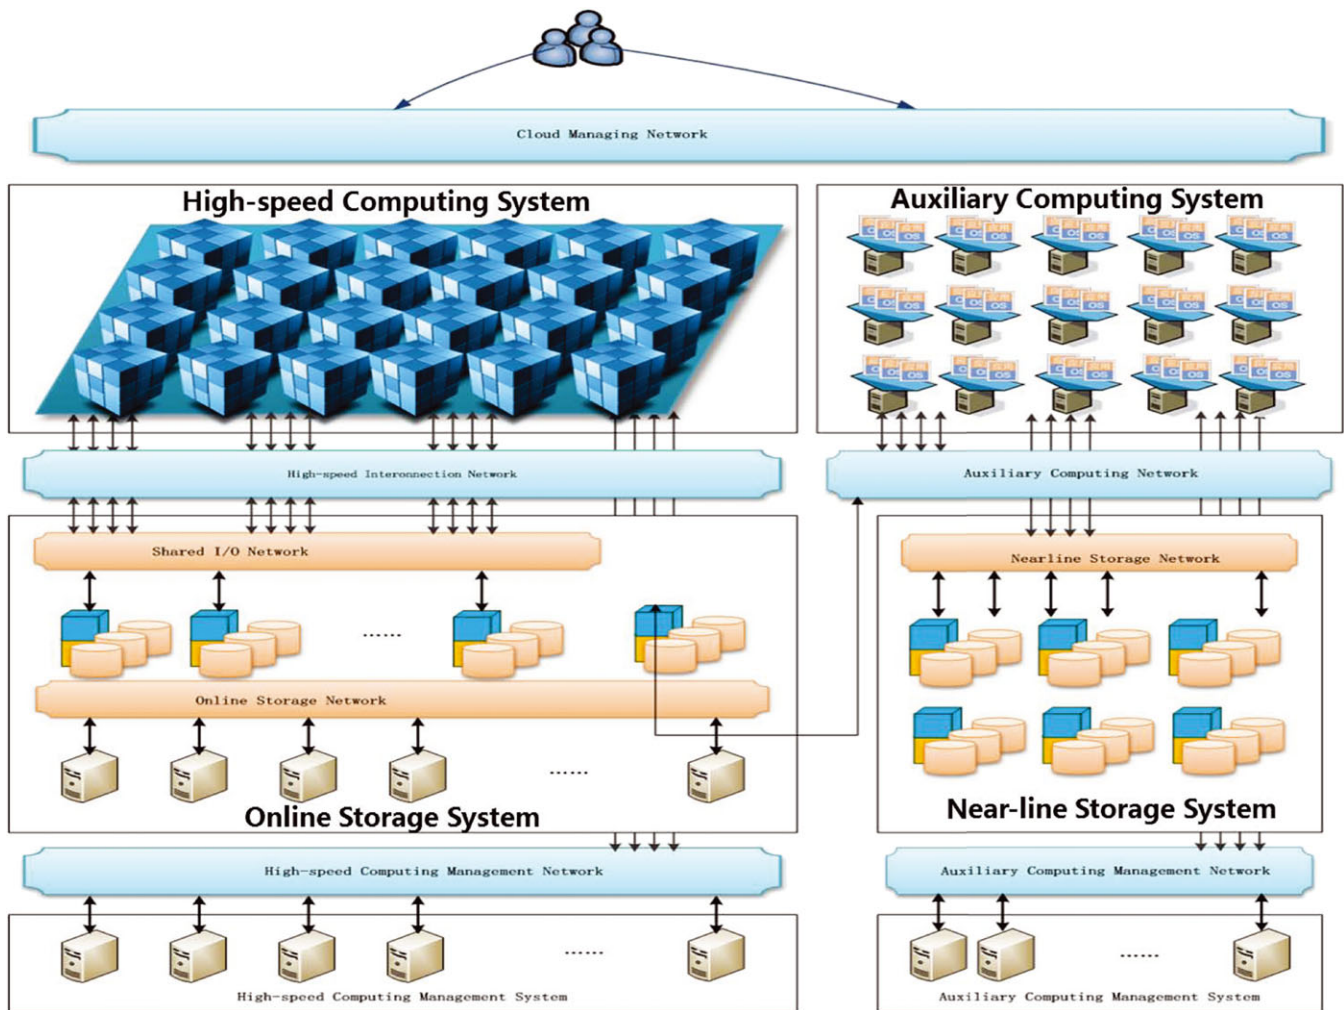 Cloud Managing Network
High-speed Computing System
Auxiliary Computing System
High-speed Interonnection Network
Auxiliary Computing Network
Shared I/O Network
Nearline Storage Network
......
Online Storage Network
......
Online Storage System
Near-line Storage System
High-speed Computing Management Network
Auxiliary Computing Management Network
......
......
High-speed Computing Management System
Auxiliary Computing Management System